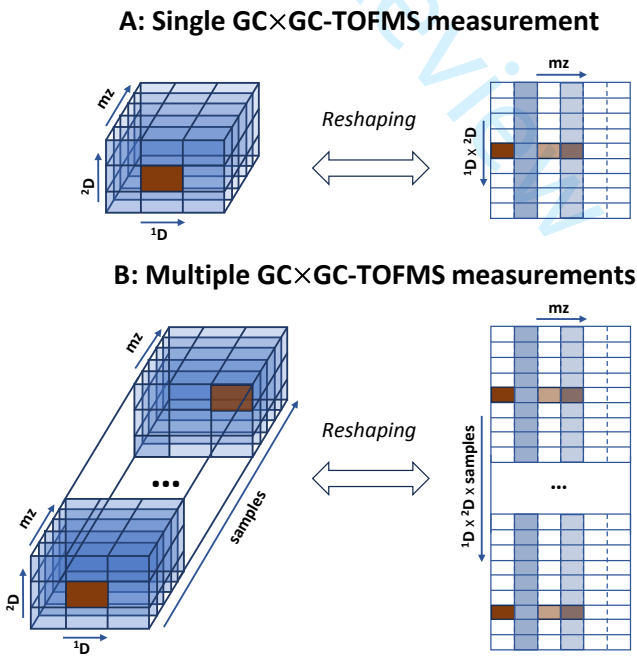 A: Single GC×GC-TOFMS measurement
mz
²D
¹D
Reshaping
mz
¹D x ²D
eview
B: Multiple GC×GC-TOFMS measurements
mz
mz
²D
¹D
...
samples
Reshaping
mz
¹D x ²D x samples
...